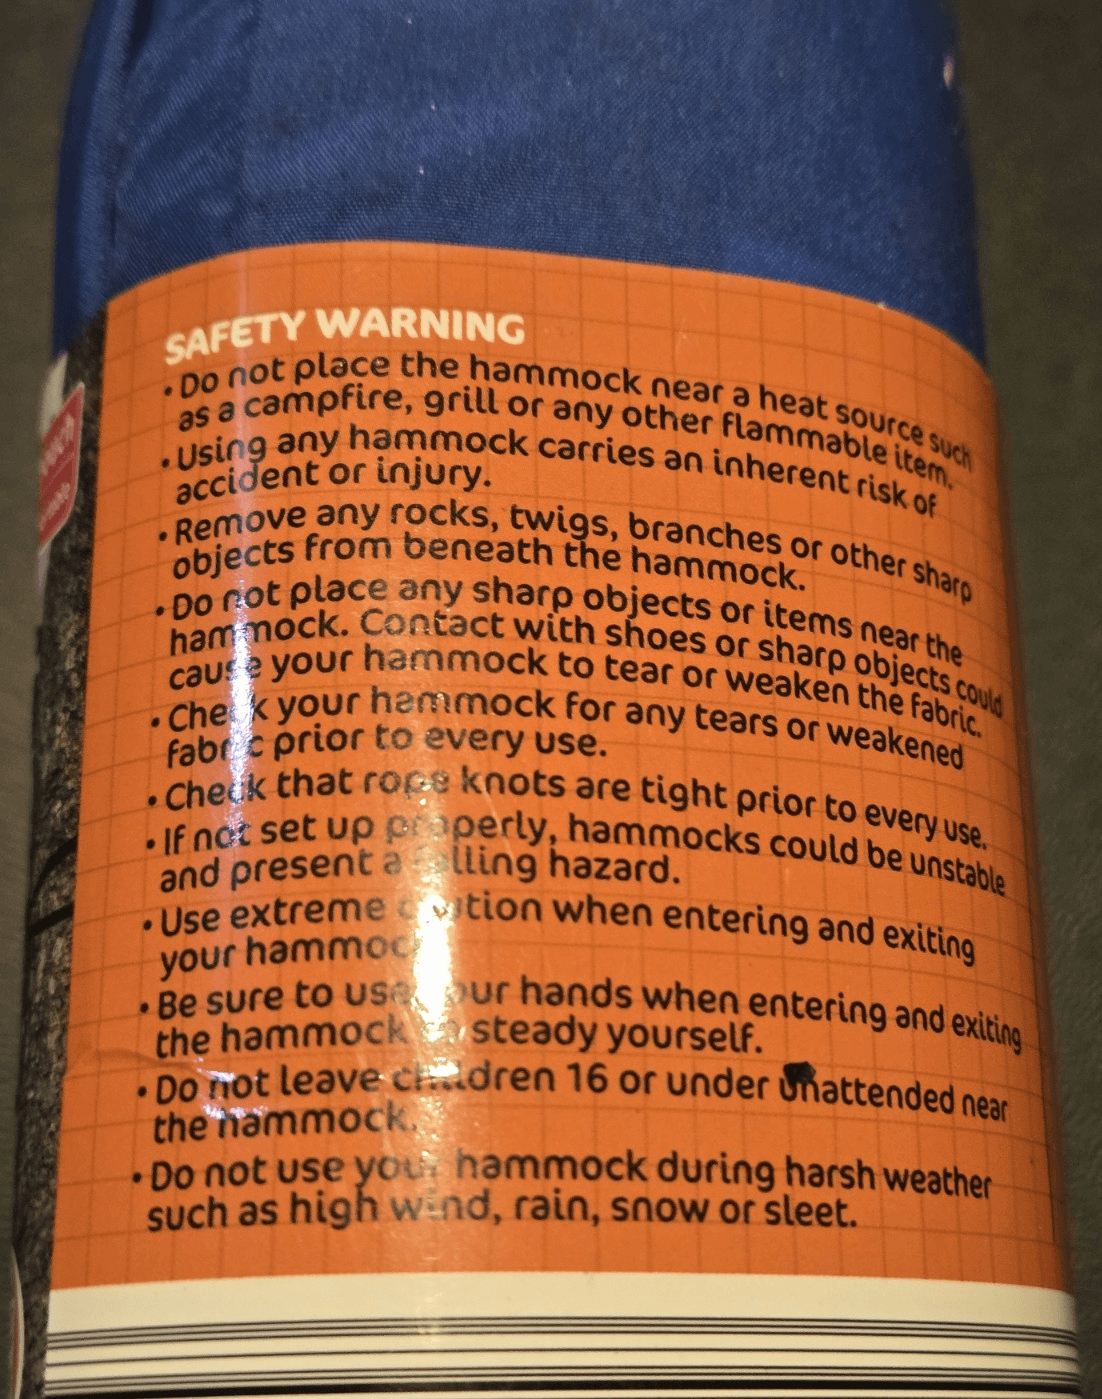 SAFETY WARNING
• Do not place the hammock near a heat source such
as a campfire, grill or any other flammable item.
• Using any hammock carries an inherent risk of
accident or injury.
• Remove any rocks, twigs, branches or other sharp
objects from beneath the hammock.
• Do not place any sharp objects or items near the
hammock. Contact with shoes or sharp objects could
cause your hammock to tear or weaken the fabric.
• Check your hammock for any tears or weakened
fabric prior to every use.
• Check that rope knots are tight prior to every use.
• If not set up properly, hammocks could be unstable
and present a falling hazard.
• Use extreme caution when entering and exiting
your hammock
• Be sure to use your hands when entering and exiting
the hammock to steady yourself.
• Do not leave children 16 or under unattended near
the hammock.
• Do not use your hammock during harsh weather
such as high wind, rain, snow or sleet.